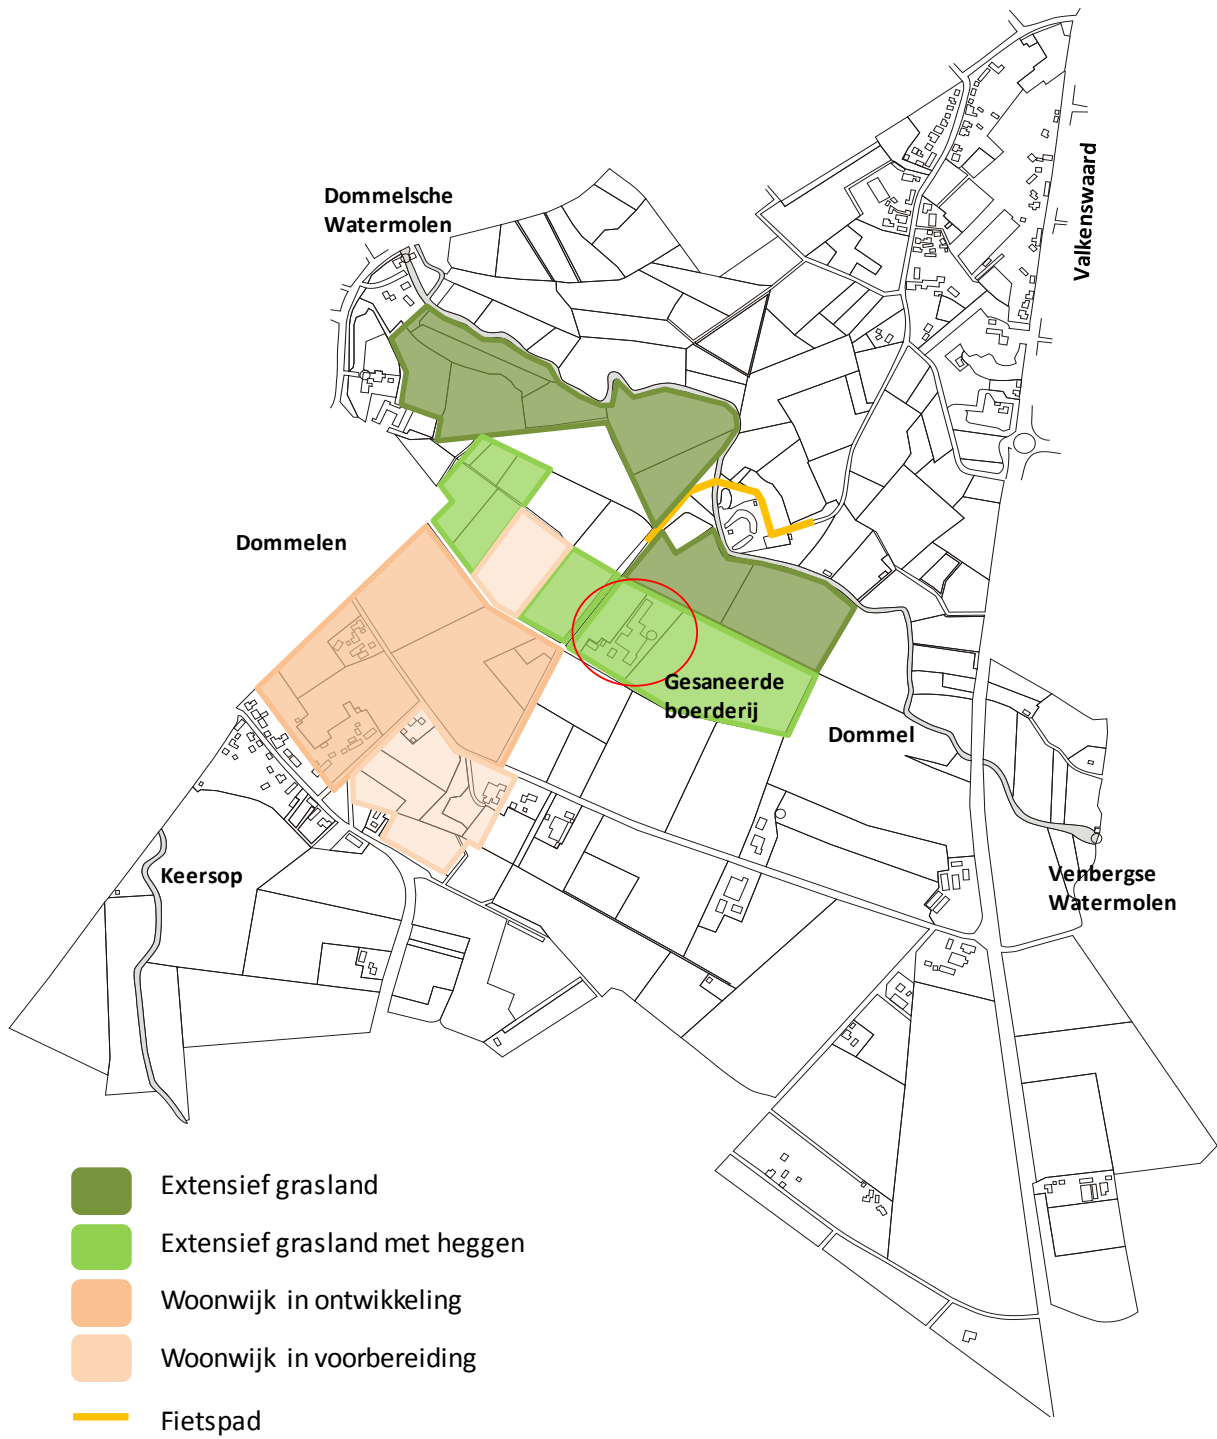 Valkenswaard
Dommelsche
Watermolen
Dommelen
Gesaneerde
boerderij
Dommel
Keersop
Venbergse
Watermolen
Extensief grasland
Extensief grasland met heggen
Woonwijk in ontwikkeling
Woonwijk in voorbereiding
Fietspad